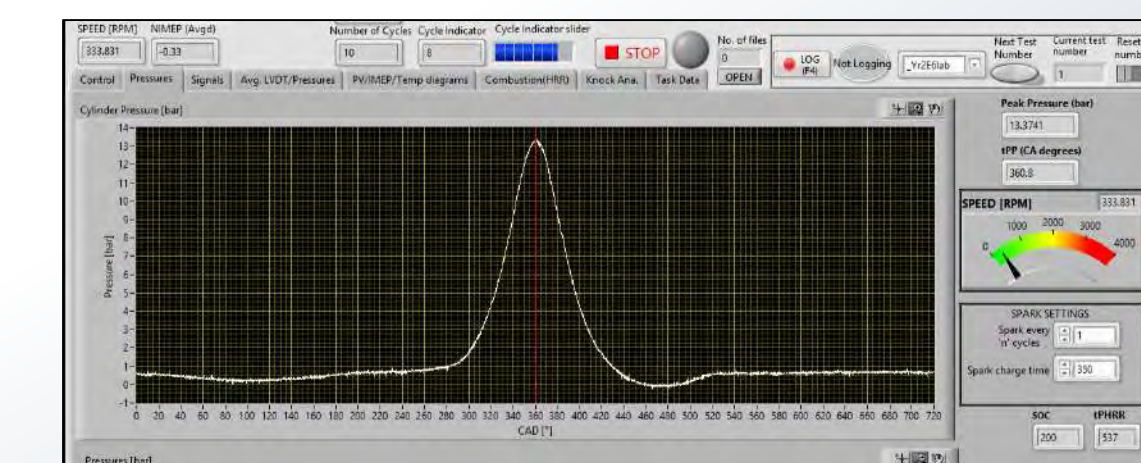 SPEED [RPM] NIMEP (Avgd) Number of Cycles Cycle Indicator Cycle Indicator slider
333.831 -0.33 10 8 STOP No. of files 0 OPEN LOG (F4) Not Logging _Yr2E6lab Next Test Number Current test number 1 Reset numb
Control Pressures Signals Avg. LVDT/Pressures PV/IMEP/Temp diagrams Combustion(HRR) Knock Ana. Task Data
Cylinder Pressure [bar]
14
13
12
11
10
9
8
7
6
5
4
3
2
1
0
-1
Pressure [bar]
0 20 40 60 80 100 120 140 160 180 200 220 240 260 280 300 320 340 360 380 400 420 440 460 480 500 520 540 560 580 600 620 640 660 680 700 720
CAD [°]
Pressures [bar]
Peak Pressure (bar)
13.3741
tPP (CA degrees)
360.8
SPEED [RPM] 333.831
0 1000 2000 3000 4000
SPARK SETTINGS
Spark every 'n' cycles 1
Spark charge time 350
SOC tPHRR
200 537